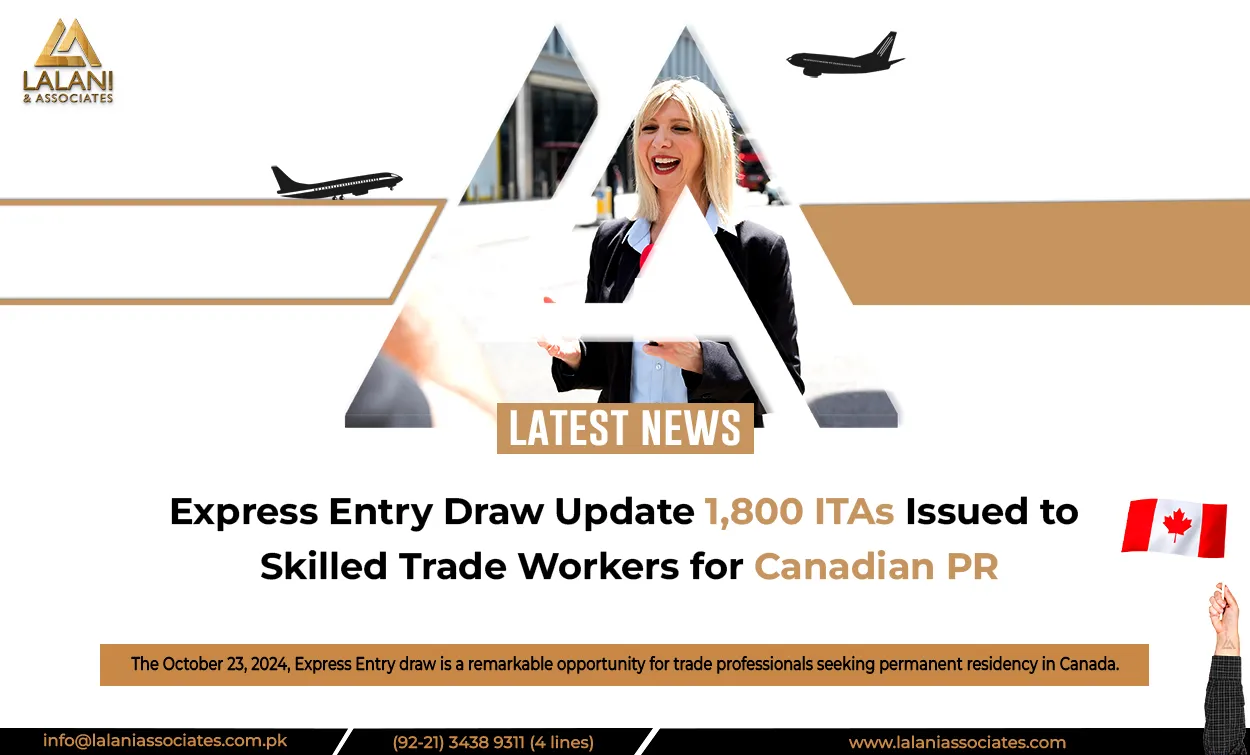 LALANI
& ASSOCIATES
LATEST NEWS
Express Entry Draw Update 1,800 ITAs Issued to
Skilled Trade Workers for Canadian PR
The October 23, 2024, Express Entry draw is a remarkable opportunity for trade professionals seeking permanent residency in Canada.
info@lalaniassociates.com.pk
(92-21) 3438 9311 (4 lines)
www.lalaniassociates.com